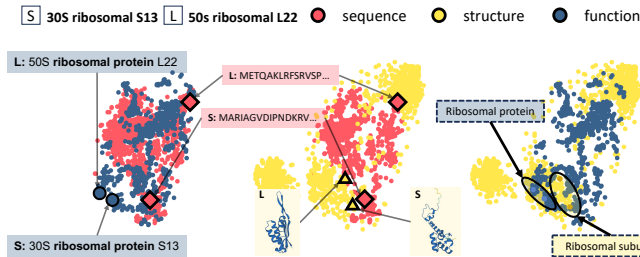 S 30S ribosomal S13 L 50s ribosomal L22 sequence structure function
L: 50S ribosomal protein L22
L: METQAKLRFSRVSP...
S: MARIAGVDIPNDKRV...
Ribosomal protein
L
S
S: 30S ribosomal protein S13
Ribosomal subu